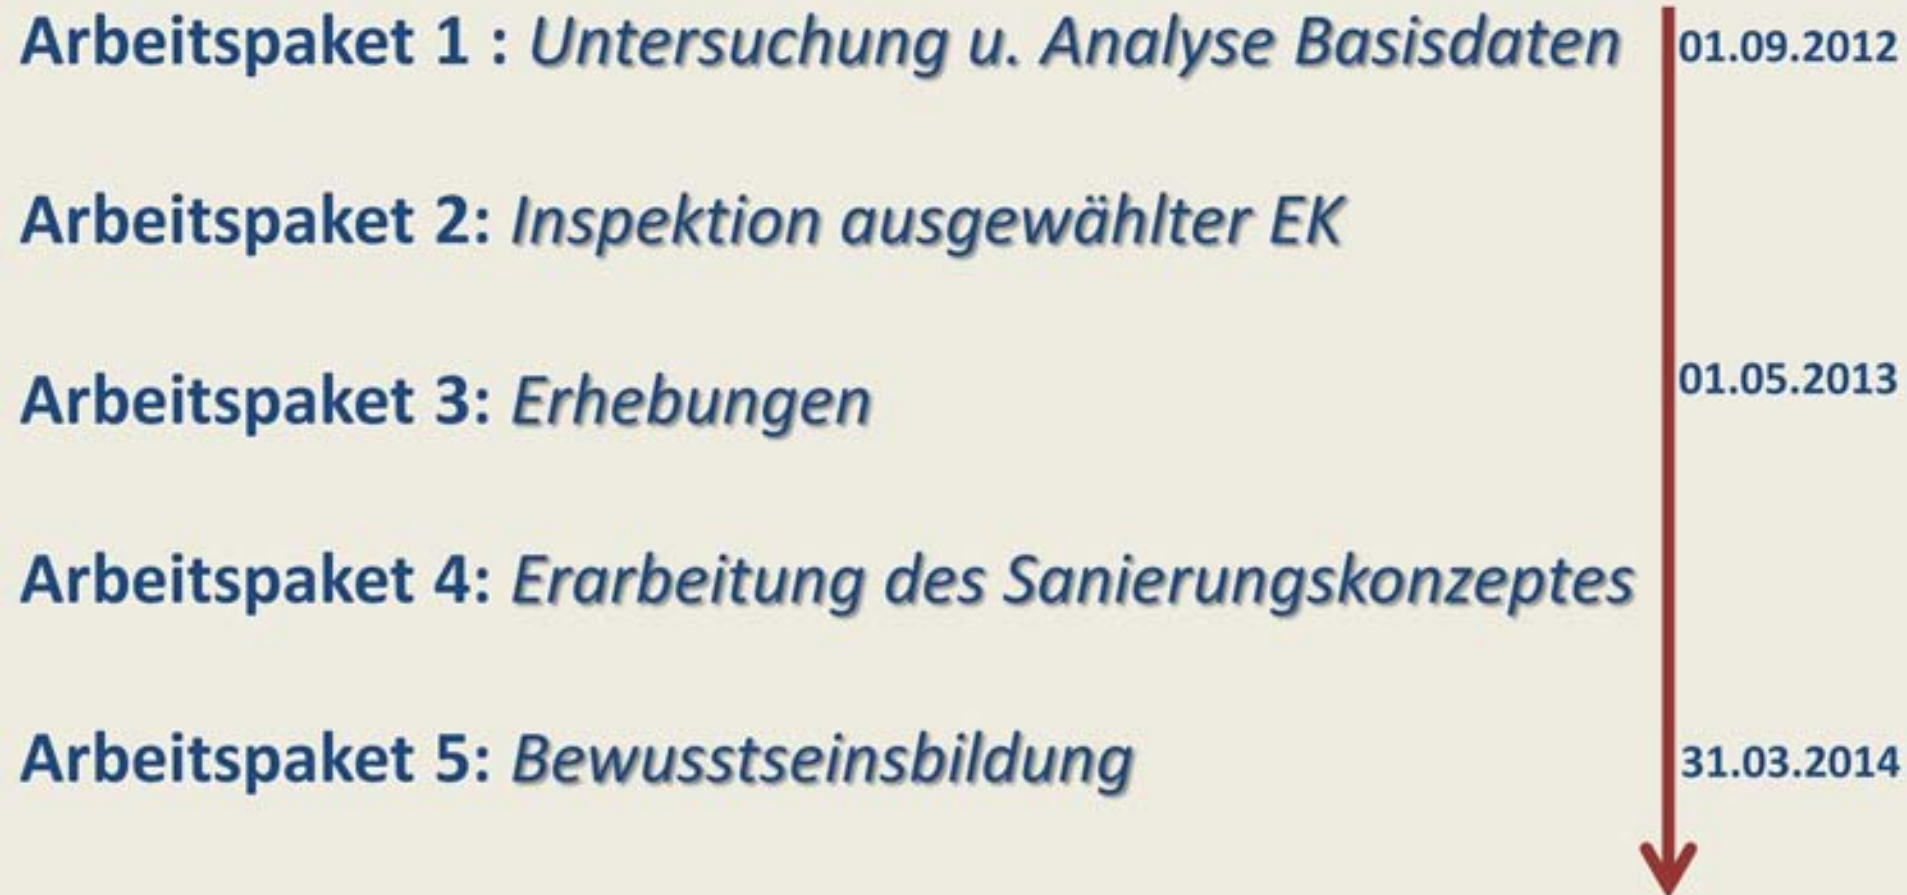 Arbeitspaket 1 : Untersuchung u. Analyse Basisdaten
01.09.2012
Arbeitspaket 2: Inspektion ausgewählter EK
Arbeitspaket 3: Erhebungen
01.05.2013
Arbeitspaket 4: Erarbeitung des Sanierungskonzeptes
Arbeitspaket 5: Bewusstseinsbildung
31.03.2014